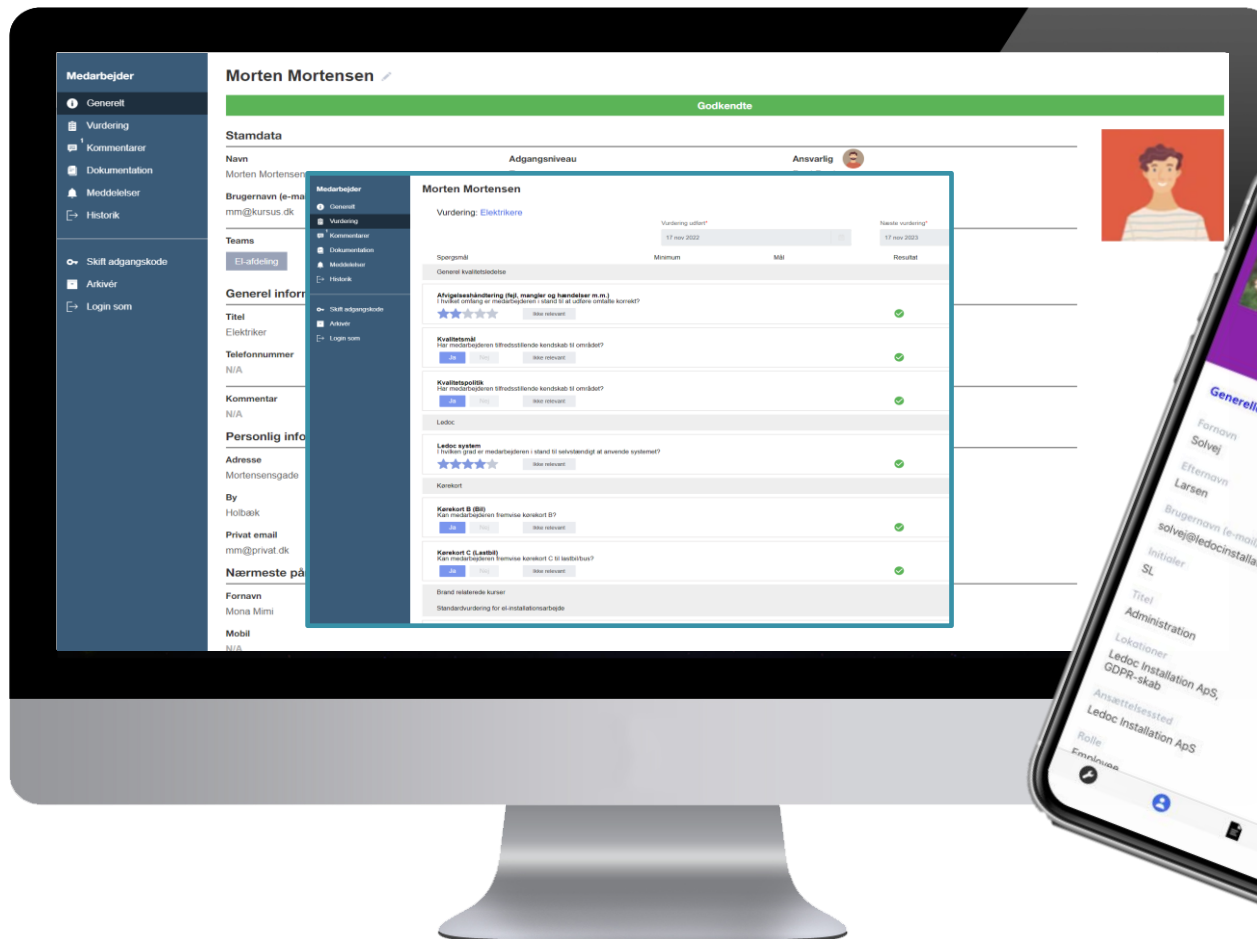 Medarbejder
Generelt
Vurdering
1
Kommentarer
Dokumentation
Meddelelser
Historik
Skift adgangskode
Arkivér
Login som
Morten Mortensen
Godkendte
Stamdata
Navn
Adgangsniveau
Ansvarlig
Morten Mortensen
Brugernavn (e-ma
mm@kursus.dk
Teams
El-afdeling
Generel inforr
Titel
Elektriker
Telefonnummer
N/A
Kommentar
N/A
Personlig info
Adresse
Mortensensgade
By
Holbæk
Privat email
mm@privat.dk
Nærmeste på
Fornavn
Mona Mimi
Mobil
N/A
Medarbejder
Generelt
Vurdering
Kommentarer
Dokumentation
Meddelelser
Historik
Skift adgangskode
Arkivér
Login som
Morten Mortensen
Vurdering: Elektrikere
Vurdering udført*
Næste vurdering*
17 nov 2022
17 nov 2023
Spørgsmål
Minimum
Mål
Resultat
Generel kvalitetsledelse
Afvigelseshåndtering (fejl, mangler og hændelser m.m.)
I hvilket omfang er medarbejderen i stand til at udføre omtalte korrekt?
Ikke relevant
Kvalitetsmål
Har medarbejderen tilfredsstillende kendskab til området?
Ja
Nej
Ikke relevant
Kvalitetspolitik
Har medarbejderen tilfredsstillende kendskab til området?
Ja
Nej
Ikke relevant
Ledoc
Ledoc system
I hvilken grad er medarbejderen i stand til selvstændigt at anvende systemet?
Ikke relevant
Kørekort
Kørekort B (Bil)
Kan medarbejderen fremvise kørekort B?
Ja
Nej
Ikke relevant
Kørekort C (Lastbil)
Kan medarbejderen fremvise kørekort C til lastbil/bus?
Ja
Nej
Ikke relevant
Brand relaterede kurser
Standardvurdering for el-installationsarbejde
Generelle
Fornavn
Solvej
Efternavn
Larsen
Brugernavn (e-mail)
solvej@ledocinstalla
Initialer
SL
Titel
Administration
Lokationer
Ledoc Installation ApS,
GDPR-skab
Ansættelsessted
Ledoc Installation ApS
Rolle
Employee